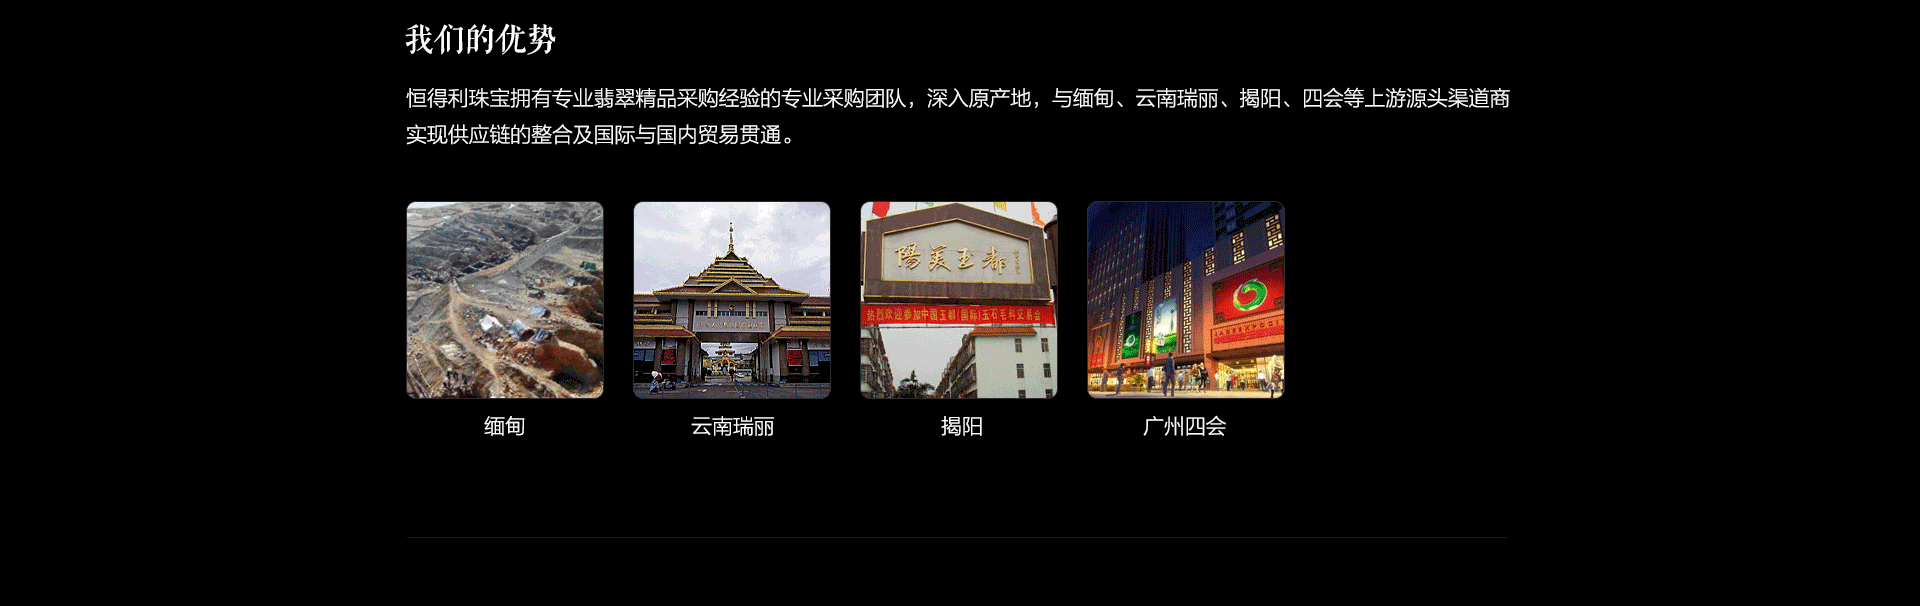 我们的优势
恒得利珠宝拥有专业翡翠精品采购经验的专业采购团队，深入原产地，与缅甸、云南瑞丽、揭阳、四会等上游源头渠道商
实现供应链的整合及国际与国内贸易贯通。
陽美玉都
热烈欢迎参加中国玉都(国际)玉石毛料交易会
缅甸
云南瑞丽
揭阳
广州四会